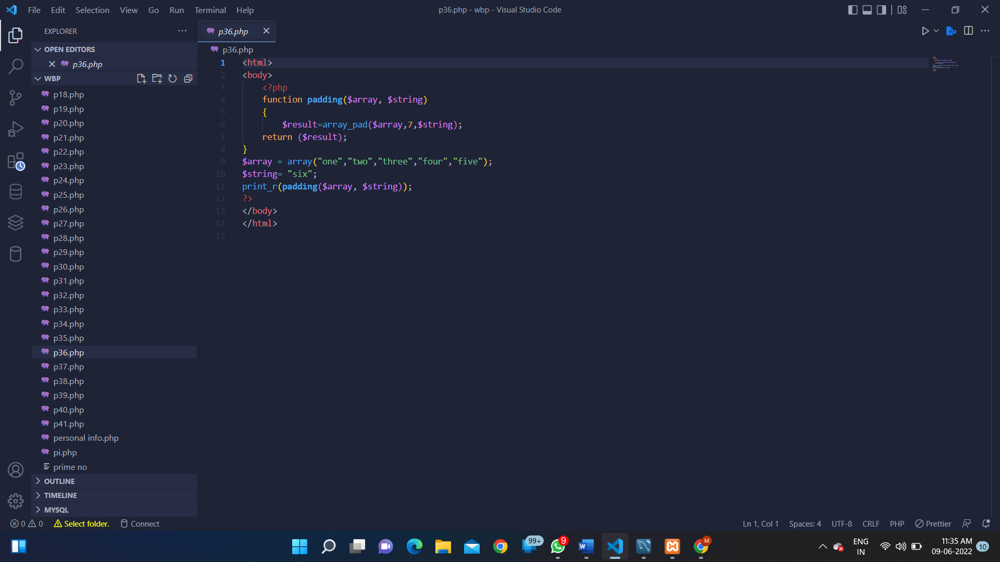 File Edit Selection View Go Run Terminal Help
p36.php - wbp - Visual Studio Code
EXPLORER
p36.php
OPEN EDITORS
p36.php
WBP
p18.php
p19.php
p20.php
p21.php
p22.php
p23.php
p24.php
p25.php
p26.php
p27.php
p28.php
p29.php
p30.php
p31.php
p32.php
p33.php
p34.php
p35.php
p36.php
p37.php
p38.php
p39.php
p40.php
p41.php
personal info.php
pi.php
prime no
OUTLINE
TIMELINE
MYSQL
p36.php
1 <html>
2 <body>
3 <?php
4 function padding($array, $string)
5 {
6 $result=array_pad($array,7,$string);
7 return ($result);
8 }
9 $array = array("one","two","three","four","five");
10 $string= "six";
11 print_r(padding($array, $string));
12 ?>
13 </body>
14 </html>
15
0 0 Select folder. Connect
Ln 1, Col 1 Spaces: 4 UTF-8 CRLF PHP Prettier
99+
9
M
ENG
IN
11:35 AM
09-06-2022
10